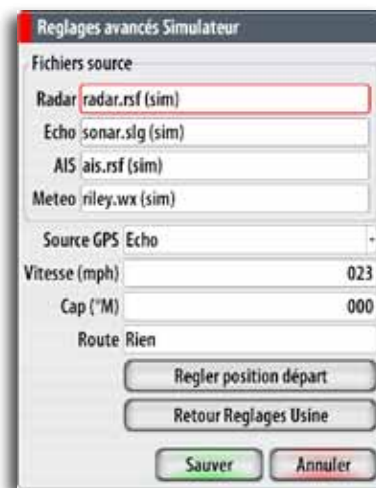 Reglages avancés Simulateur
Fichiers source
Radar radar.rsf (sim)
Echo sonar.slg (sim)
AIS ais.rsf (sim)
Meteo riley.wx (sim)
Source GPS Echo
Vitesse (mph) 023
Cap (°M) 000
Route Rien
Regler position départ
Retour Reglages Usine
Sauver Annuler